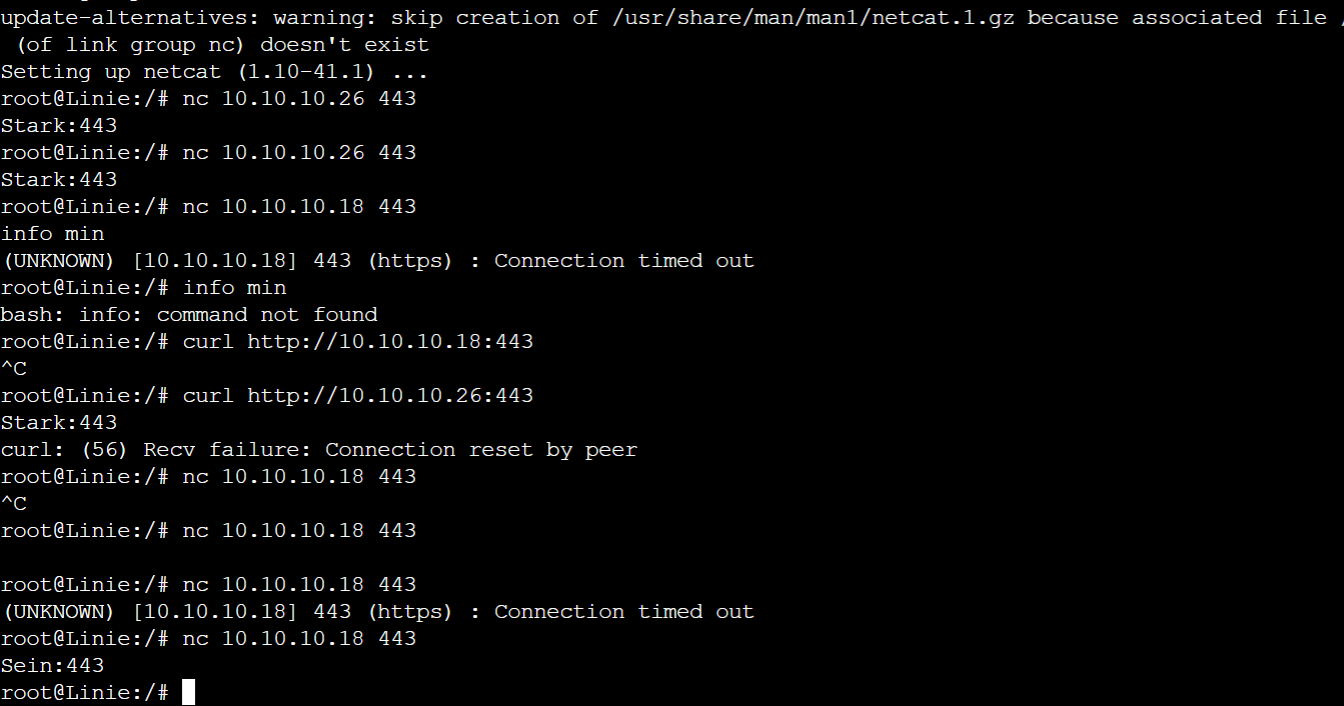 update-alternatives: warning: skip creation of /usr/share/man/man1/netcat.1.gz because associated file /
 (of link group nc) doesn't exist
Setting up netcat (1.10-41.1) ...
root@Linie:/# nc 10.10.10.26 443
Stark:443
root@Linie:/# nc 10.10.10.26 443
Stark:443
root@Linie:/# nc 10.10.10.18 443
info min
(UNKNOWN) [10.10.10.18] 443 (https) : Connection timed out
root@Linie:/# info min
bash: info: command not found
root@Linie:/# curl http://10.10.10.18:443
^C
root@Linie:/# curl http://10.10.10.26:443
Stark:443
curl: (56) Recv failure: Connection reset by peer
root@Linie:/# nc 10.10.10.18 443
^C
root@Linie:/# nc 10.10.10.18 443
root@Linie:/# nc 10.10.10.18 443
(UNKNOWN) [10.10.10.18] 443 (https) : Connection timed out
root@Linie:/# nc 10.10.10.18 443
Sein:443
root@Linie:/#